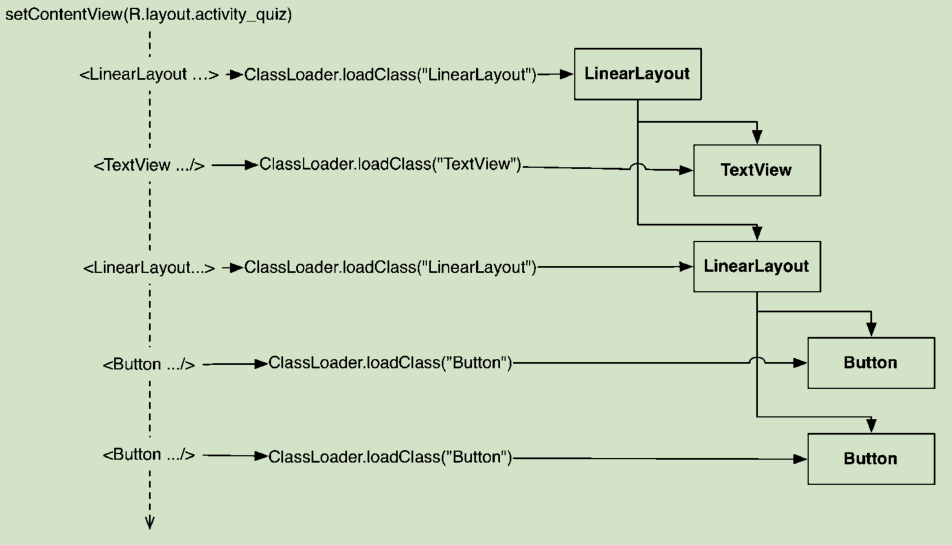 setContentView(R.layout.activity_quiz)
<LinearLayout ...> ClassLoader.loadClass("LinearLayout") LinearLayout
<TextView .../> ClassLoader.loadClass("TextView") TextView
<LinearLayout...> ClassLoader.loadClass("LinearLayout") LinearLayout
<Button .../> ClassLoader.loadClass("Button") Button
<Button .../> ClassLoader.loadClass("Button") Button